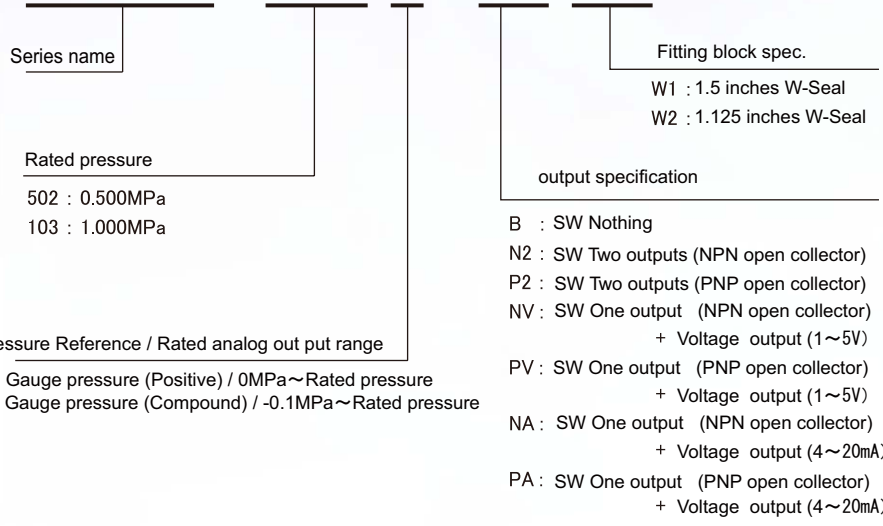 Series name
Fitting block spec.
W1 : 1.5 inches W-Seal
W2 : 1.125 inches W-Seal
Rated pressure
502 : 0.500MPa
103 : 1.000MPa
output specification
B : SW Nothing
N2 : SW Two outputs (NPN open collector)
P2 : SW Two outputs (PNP open collector)
NV : SW One output (NPN open collector)
+ Voltage output (1~5V)
PV : SW One output (PNP open collector)
+ Voltage output (1~5V)
NA : SW One output (NPN open collector)
+ Voltage output (4~20mA)
PA : SW One output (PNP open collector)
+ Voltage output (4~20mA)
essure Reference / Rated analog out put range
Gauge pressure (Positive) / 0MPa~Rated pressure
Gauge pressure (Compound) / -0.1MPa~Rated pressure